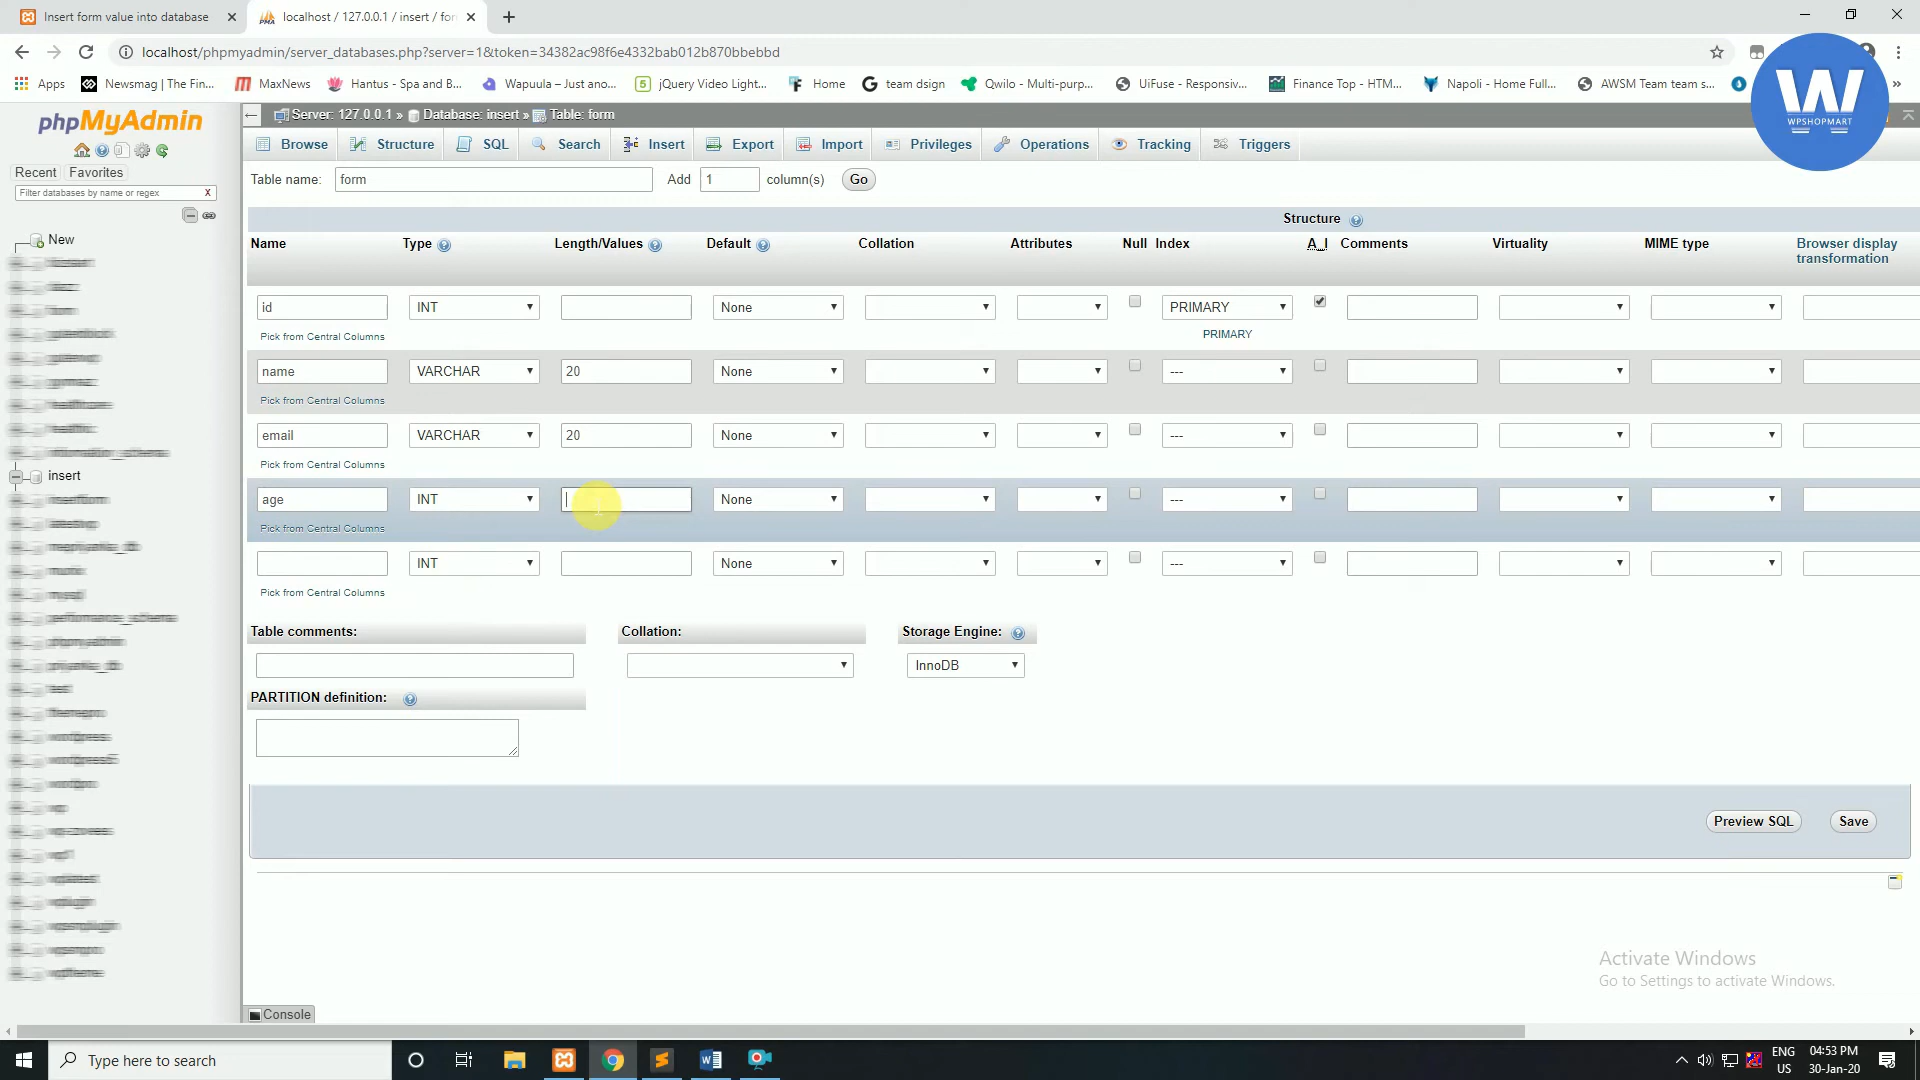 Insert form value into database
localhost / 127.0.0.1 / insert / for
localhost/phpmyadmin/server_databases.php?server=1&token=34382ac98f6e4332bab012b870bbebbd
Apps Newsmag | The Fin... MaxNews Hantus - Spa and B... Wapuula – Just ano... jQuery Video Light... Home team dsign Qwilo - Multi-purp... UiFuse - Responsiv... Finance Top - HTM... Napoli - Home Full... AWSM Team team s... »
W
WPSHOPMART
phpMyAdmin
Recent Favorites
Filter databases by name or regex X
New
insert
Server: 127.0.0.1 » Database: insert » Table: form
Browse Structure SQL Search Insert Export Import Privileges Operations Tracking Triggers
Table name: form Add 1 column(s) Go
Structure
Name Type Length/Values Default Collation Attributes Null Index A_I Comments Virtuality MIME type Browser display
transformation
id INT None PRIMARY
Pick from Central Columns PRIMARY
name VARCHAR 20 None ---
Pick from Central Columns
email VARCHAR 20 None ---
Pick from Central Columns
age INT None ---
Pick from Central Columns
INT None ---
Pick from Central Columns
Table comments: Collation: Storage Engine:
InnoDB
PARTITION definition:
Preview SQL Save
Activate Windows
Go to Settings to activate Windows.
Console
Type here to search
ENG 04:53 PM
US 30-Jan-20